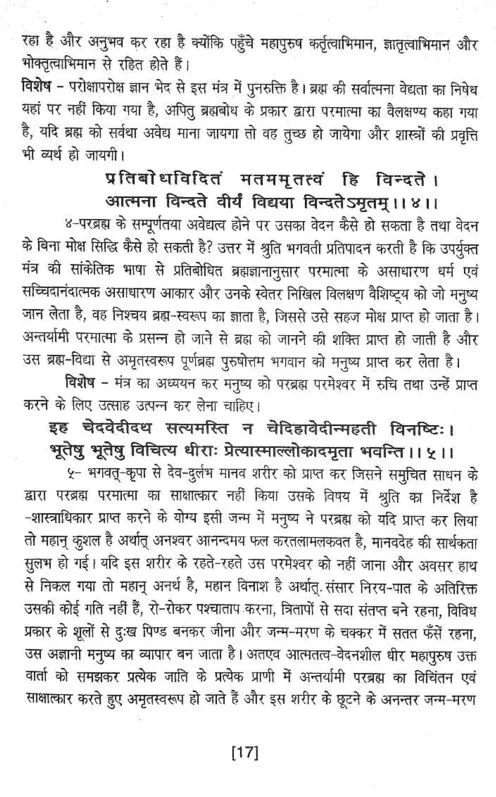 रहा है और अनुभव कर रहा है क्योंकि पहुँचे महापुरुष कर्तृत्वाभिमान, ज्ञातृत्वाभिमान और
भोक्तृत्वाभिमान से रहित होते हैं।
विशेष - परोक्षापरोक्ष ज्ञान भेद से इस मंत्र में पुनरुक्ति है। ब्रह्म की सर्वात्मना वेद्यता का निषेध
यहां पर नहीं किया गया है, अपितु ब्रह्मबोध के प्रकार द्वारा परमात्मा का वैलक्षण्य कहा गया
है, यदि ब्रह्म को सर्वथा अवेद्य माना जायगा तो वह तुच्छ हो जायेगा और शास्त्रों की प्रवृत्ति
भी व्यर्थ हो जायगी।
प्रतिबोधविदितं मतममृतत्वं हि विन्दते।
आत्मना विन्दते वीर्यं विद्यया विन्दतेऽमृतम्।।४।।
४-परब्रह्म के सम्पूर्णतया अवेद्यत्व होने पर उसका वेदन कैसे हो सकता है तथा वेदन
के बिना मोक्ष सिद्धि कैसे हो सकती है? उत्तर में श्रुति भगवती प्रतिपादन करती है कि उपर्युक्त
मंत्र की सांकेतिक भाषा से प्रतिबोधित ब्रह्मज्ञानानुसार परमात्मा के असाधारण धर्म एवं
सच्चिदानंदात्मक असाधारण आकार और उनके स्वेतर निखिल विलक्षण वैशिष्ट्य को जो मनुष्य
जान लेता है, वह निश्चय ब्रह्म-स्वरूप का ज्ञाता है, जिससे उसे सहज मोक्ष प्राप्त हो जाता है।
अन्तर्यामी परमात्मा के प्रसन्न हो जाने से ब्रह्म को जानने की शक्ति प्राप्त हो जाती है और
उस ब्रह्म-विद्या से अमृतस्वरूप पूर्णब्रह्म पुरुषोत्तम भगवान को मनुष्य प्राप्त कर लेता है।
विशेष - मंत्र का अध्ययन कर मनुष्य को परब्रह्म परमेश्वर में रुचि तथा उन्हें प्राप्त
करने के लिए उत्साह उत्पन्न कर लेना चाहिए।
इह चेदवेदीदथ सत्यमस्ति न चेदिहावेदीन्महती विनष्टिः।
भूतेषु भूतेषु विचित्य धीराः प्रेत्यास्माल्लोकादमृता भवन्ति।।५।।
५- भगवत्-कृपा से देव-दुर्लभ मानव शरीर को प्राप्त कर जिसने समुचित साधन के
द्वारा परब्रह्म परमात्मा का साक्षात्कार नहीं किया उसके विषय में श्रुति का निर्देश है
-शास्त्राधिकार प्राप्त करने के योग्य इसी जन्म में मनुष्य ने परब्रह्म को यदि प्राप्त कर लिया
तो महान् कुशल है अर्थात् अनश्वर आनन्दमय फल करतलामलकवत है, मानवदेह की सार्थकता
सुलभ हो गई। यदि इस शरीर के रहते-रहते उस परमेश्वर को नहीं जाना और अवसर हाथ
से निकल गया तो महान् अनर्थ है, महान विनाश है अर्थात् संसार निरय-पात के अतिरिक्त
उसकी कोई गति नहीं हैं, रो-रोकर पश्चाताप करना, त्रितापों से सदा संतप्त बने रहना, विविध
प्रकार के शूलों से दुःख पिण्ड बनकर जीना और जन्म-मरण के चक्कर में सतत फँसें रहना,
उस अज्ञानी मनुष्य का व्यापार बन जाता है। अतएव आत्मतत्व-वेदनशील धीर महापुरुष उक्त
वार्ता को समझकर प्रत्येक जाति के प्रत्येक प्राणी में अन्तर्यामी परब्रह्म का विचिंतन एवं
साक्षात्कार करते हुए अमृतस्वरूप हो जाते हैं और इस शरीर के छूटने के अनन्तर जन्म-मरण
[17]